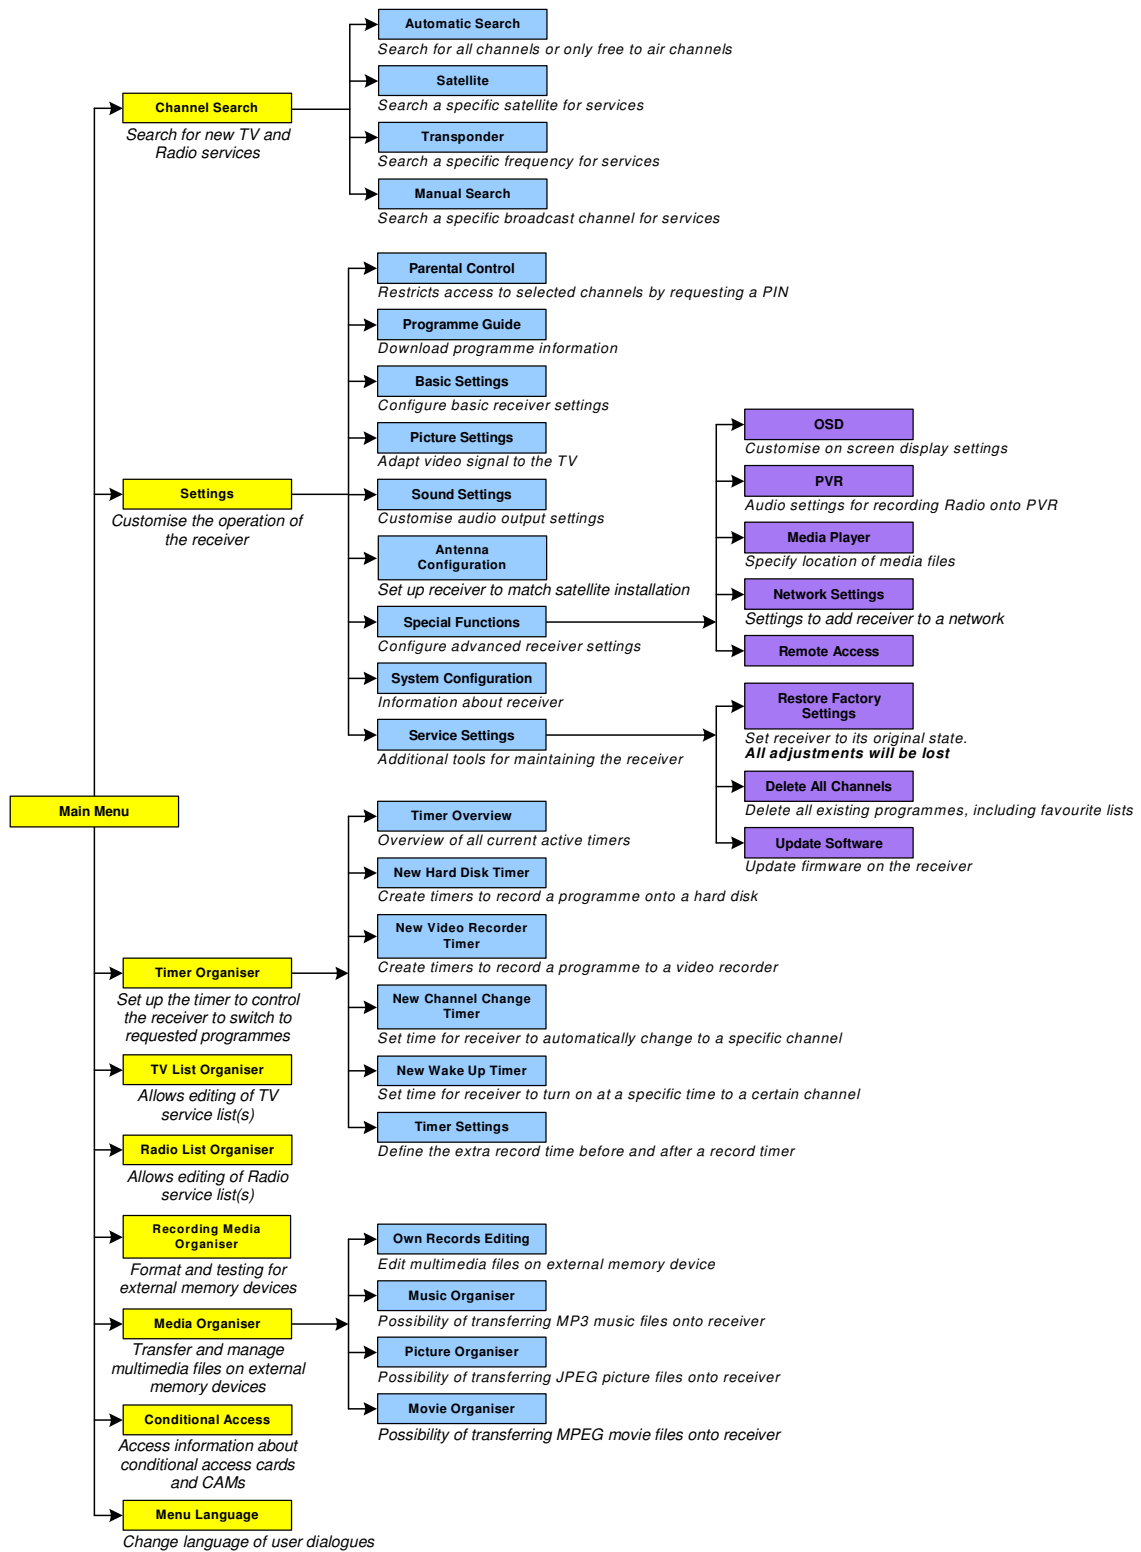 Automatic Search
Search for all channels or only free to air channels
Satellite
Search a specific satellite for services
Channel Search
Search for new TV and
Radio services
Transponder
Search a specific frequency for services
Manual Search
Search a specific broadcast channel for services
Parental Control
Restricts access to selected channels by requesting a PIN
Programme Guide
Download programme information
Basic Settings
Configure basic receiver settings
Picture Settings
Adapt video signal to the TV
Settings
Customise the operation of
the receiver
Sound Settings
Customise audio output settings
Antenna
Configuration
Set up receiver to match satellite installation
Special Functions
Configure advanced receiver settings
System Configuration
Information about receiver
Service Settings
Additional tools for maintaining the receiver
OSD
Customise on screen display settings
PVR
Audio settings for recording Radio onto PVR
Media Player
Specify location of media files
Network Settings
Settings to add receiver to a network
Remote Access
Restore Factory
Settings
Set receiver to its original state.
All adjustments will be lost
Delete All Channels
Delete all existing programmes, including favourite lists
Update Software
Update firmware on the receiver
Main Menu
Timer Overview
Overview of all current active timers
New Hard Disk Timer
Create timers to record a programme onto a hard disk
New Video Recorder
Timer
Create timers to record a programme to a video recorder
Timer Organiser
Set up the timer to control
the receiver to switch to
requested programmes
New Channel Change
Timer
Set time for receiver to automatically change to a specific channel
New Wake Up Timer
Set time for receiver to turn on at a specific time to a certain channel
Timer Settings
Define the extra record time before and after a record timer
TV List Organiser
Allows editing of TV
service list(s)
Radio List Organiser
Allows editing of Radio
service list(s)
Recording Media
Organiser
Format and testing for
external memory devices
Media Organiser
Transfer and manage
multimedia files on external
memory devices
Own Records Editing
Edit multimedia files on external memory device
Music Organiser
Possibility of transferring MP3 music files onto receiver
Picture Organiser
Possibility of transferring JPEG picture files onto receiver
Movie Organiser
Possibility of transferring MPEG movie files onto receiver
Conditional Access
Access information about
conditional access cards
and CAMs
Menu Language
Change language of user dialogues